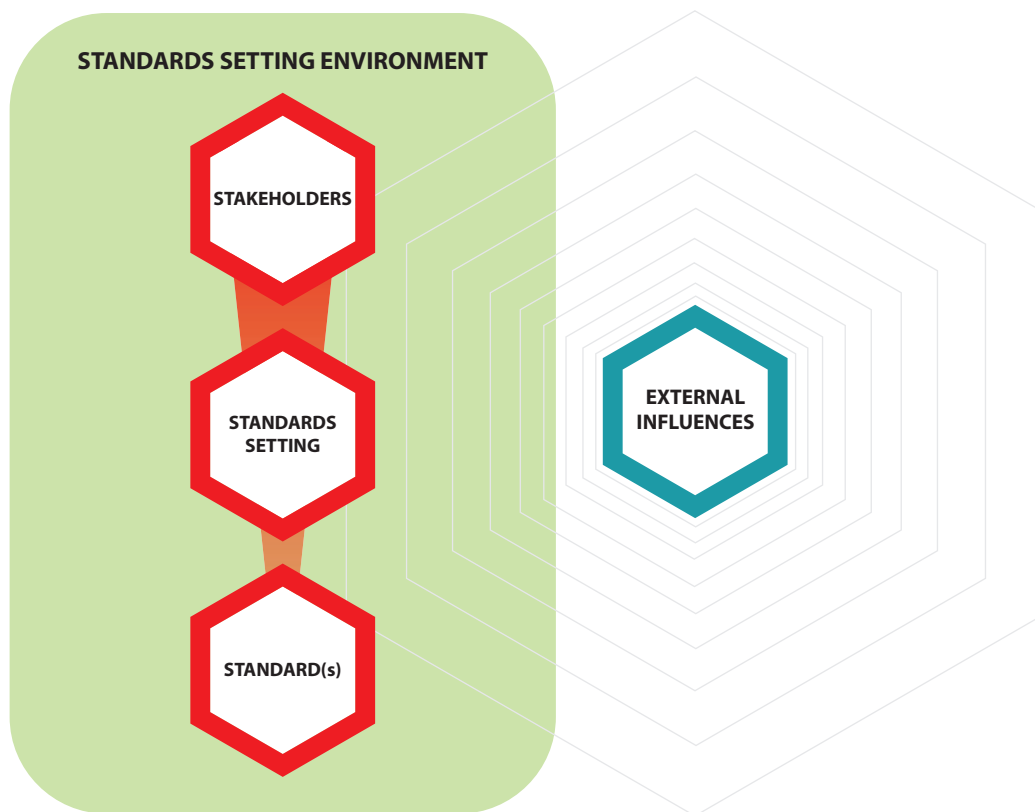 STANDARDS SETTING ENVIRONMENT
STAKEHOLDERS
STANDARDS
SETTING
STANDARD(s)
EXTERNAL
INFLUENCES